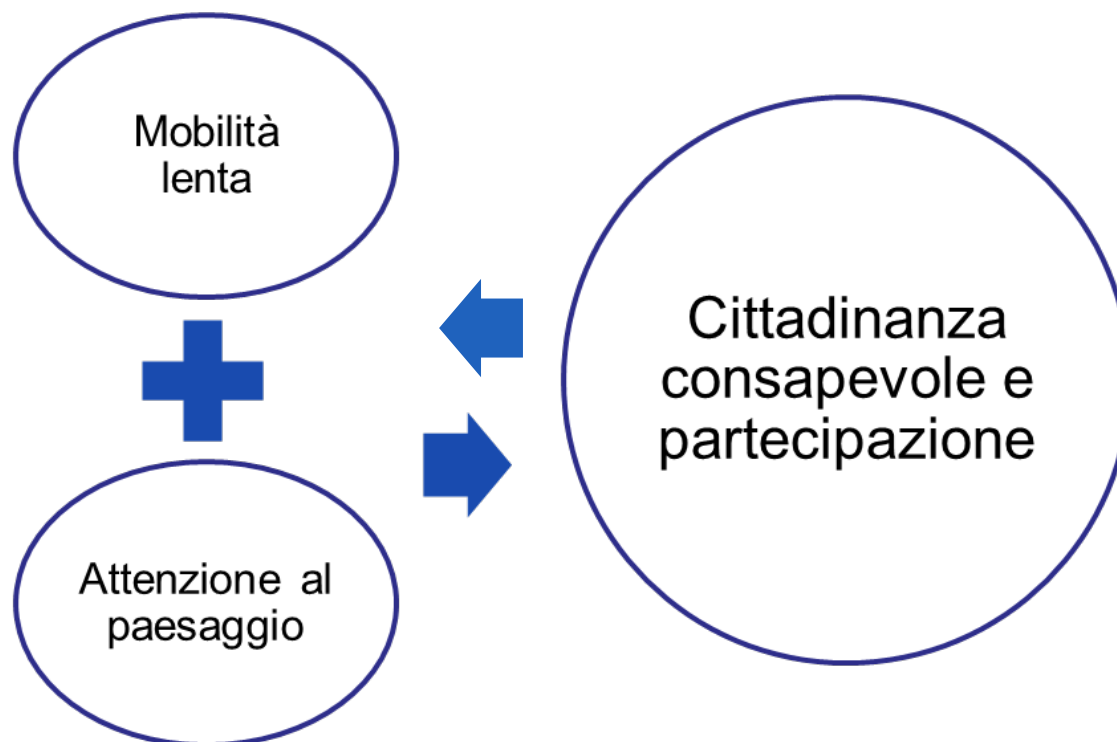 Mobilità
lenta
Attenzione al
paesaggio
Cittadinanza
consapevole e
partecipazione